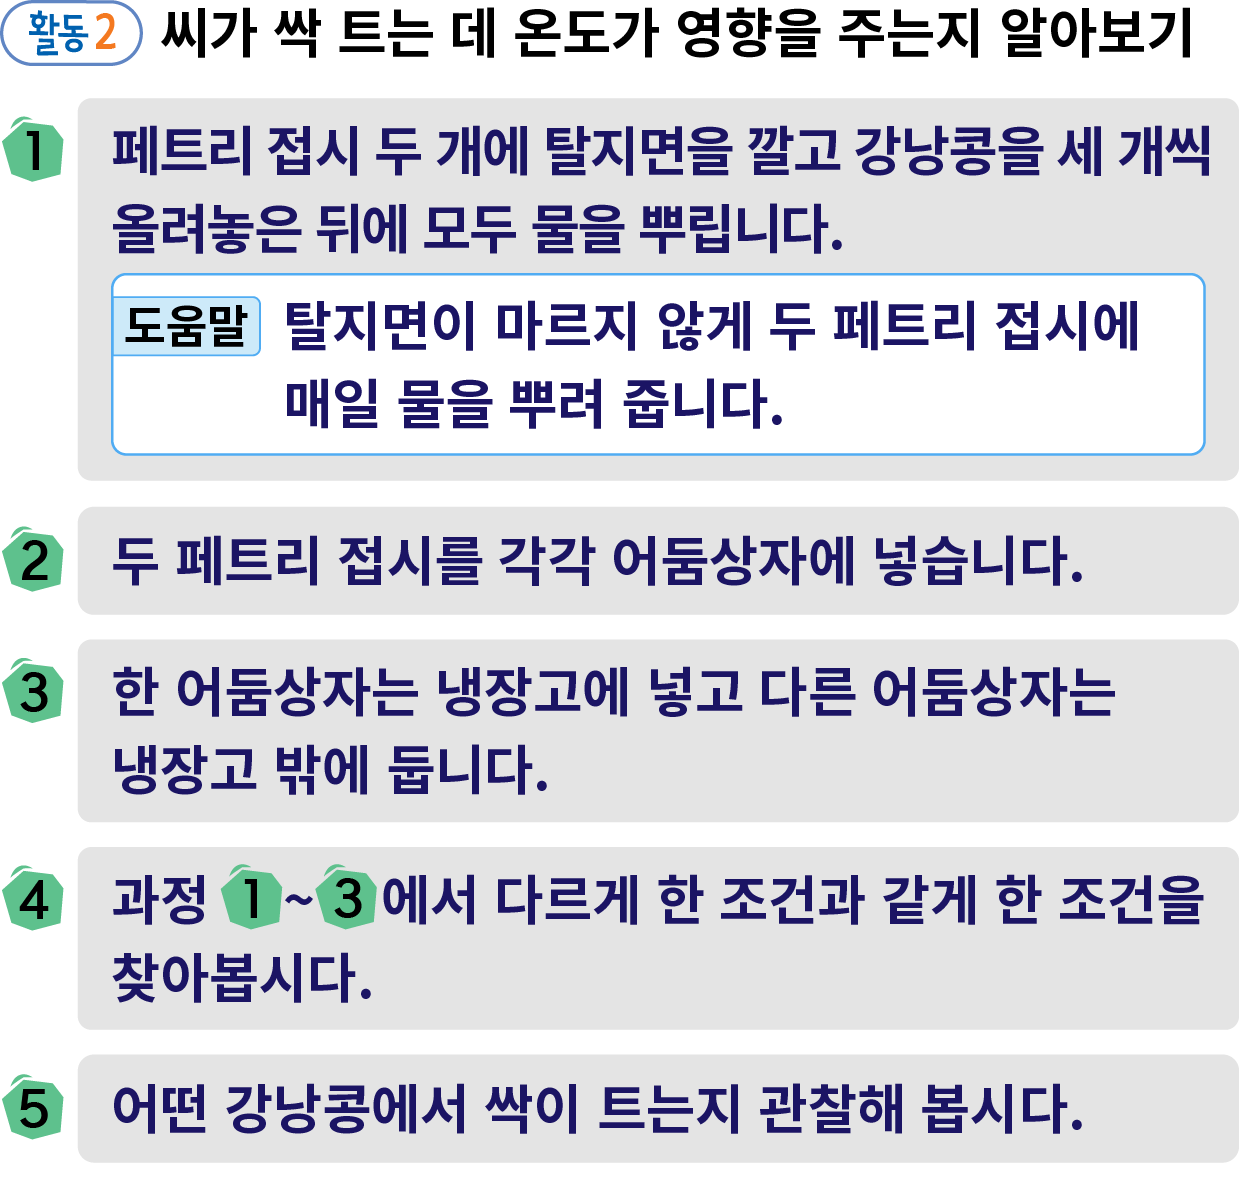 활동 2 씨가 싹 트는 데 온도가 영향을 주는지 알아보기
1 페트리 접시 두 개에 탈지면을 깔고 강낭콩을 세 개씩
올려놓은 뒤에 모두 물을 뿌립니다.
도움말 탈지면이 마르지 않게 두 페트리 접시에
매일 물을 뿌려 줍니다.
2 두 페트리 접시를 각각 어둠상자에 넣습니다.
3 한 어둠상자는 냉장고에 넣고 다른 어둠상자는
냉장고 밖에 둡니다.
4 과정 1~3에서 다르게 한 조건과 같게 한 조건을
찾아봅시다.
5 어떤 강낭콩에서 싹이 트는지 관찰해 봅시다.